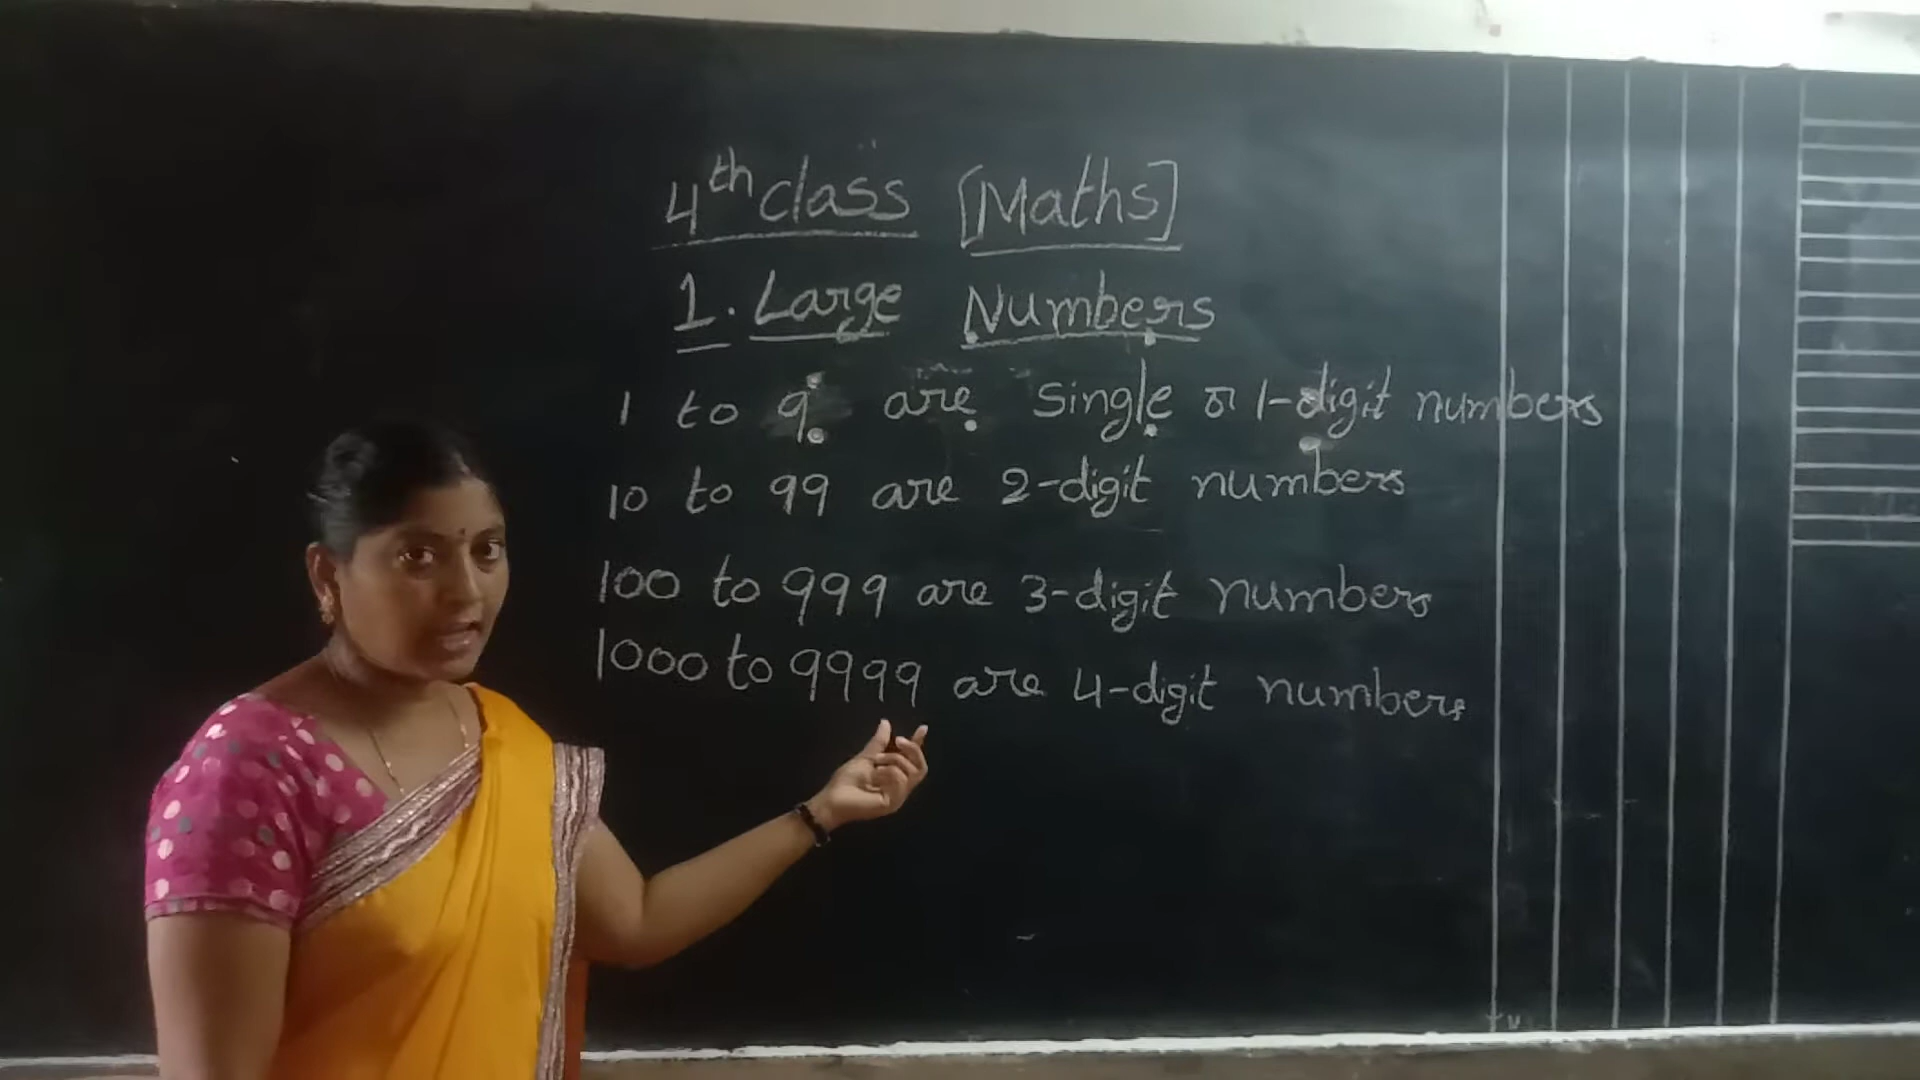 4th class [Maths]
1. Large Numbers
1 to 9 are Single or 1-digit numbers
10 to 99 are 2-digit numbers
100 to 999 are 3-digit numbers
1000 to 9999 are 4-digit numbers